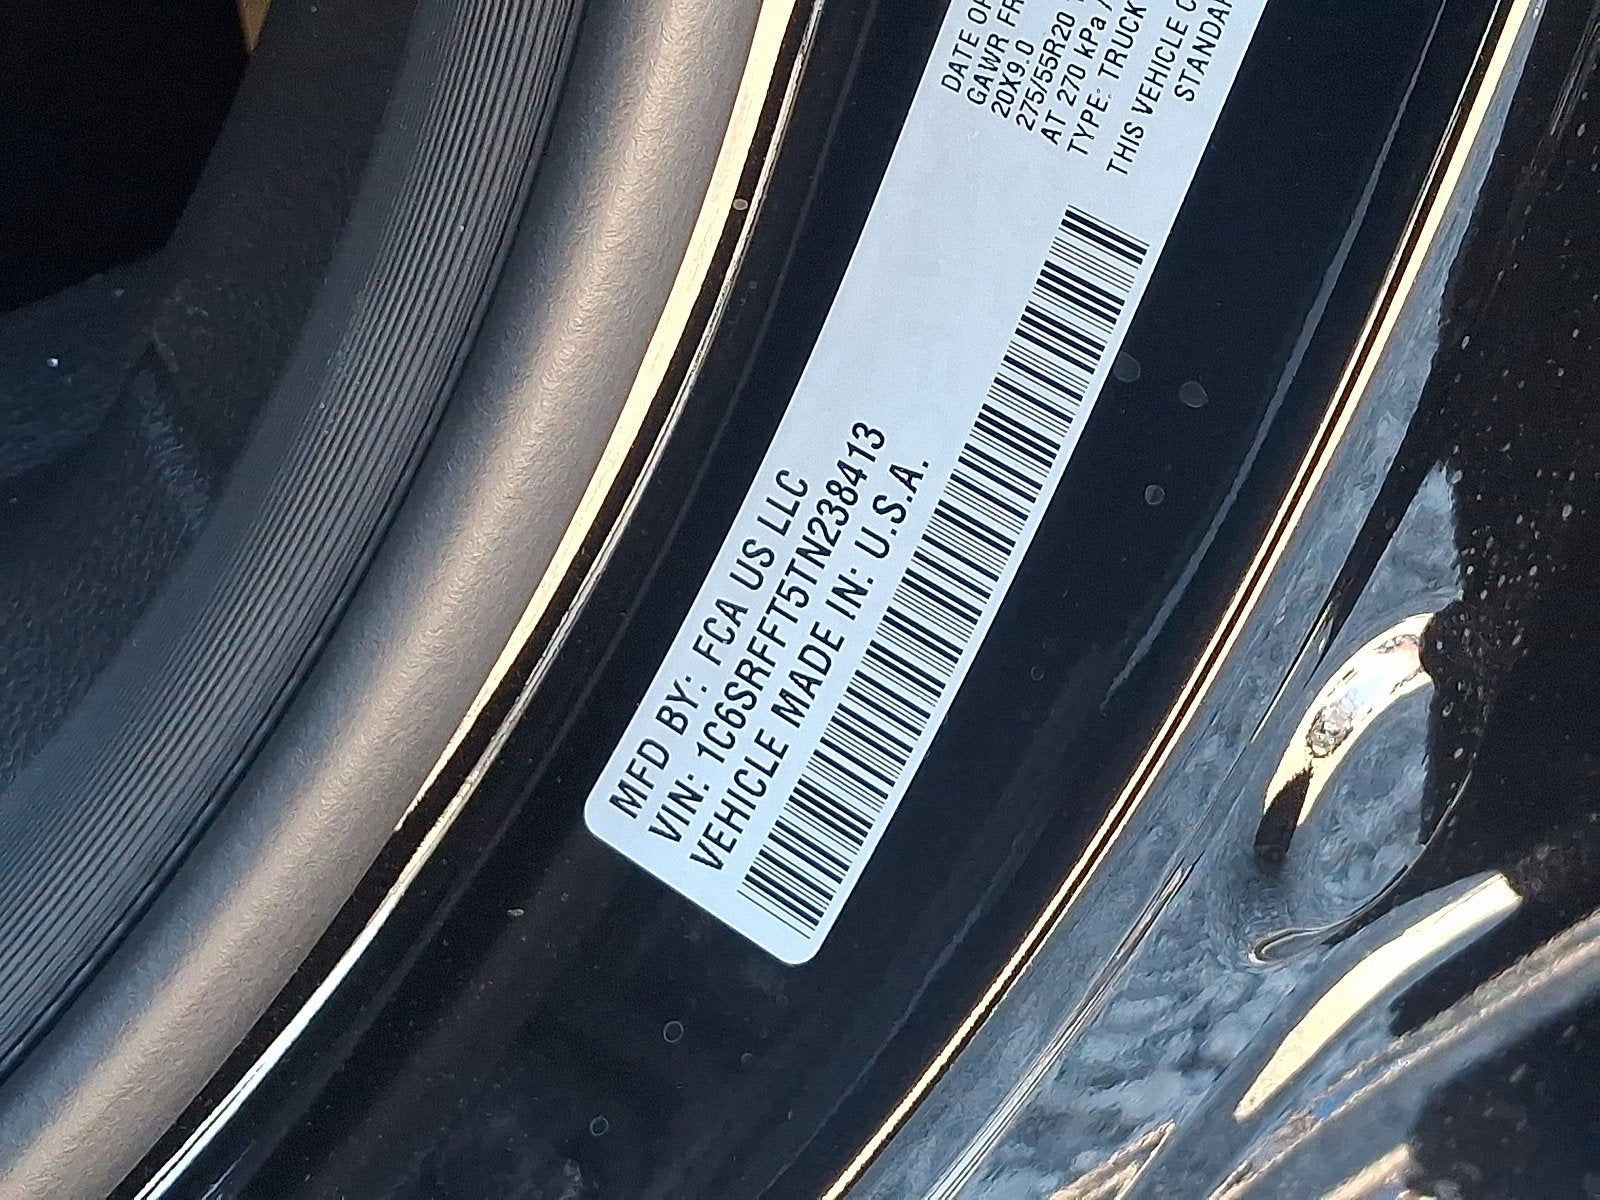 MFD BY: FCA US LLC
VIN: 1C6SRFFT5TN238413
VEHICLE MADE IN: U.S.A.
DATE OF
GAWR FR
20X9.0
275/55R20
AT 270 kPa /
TYPE: TRUCK
THIS VEHICLE C
STANDAR